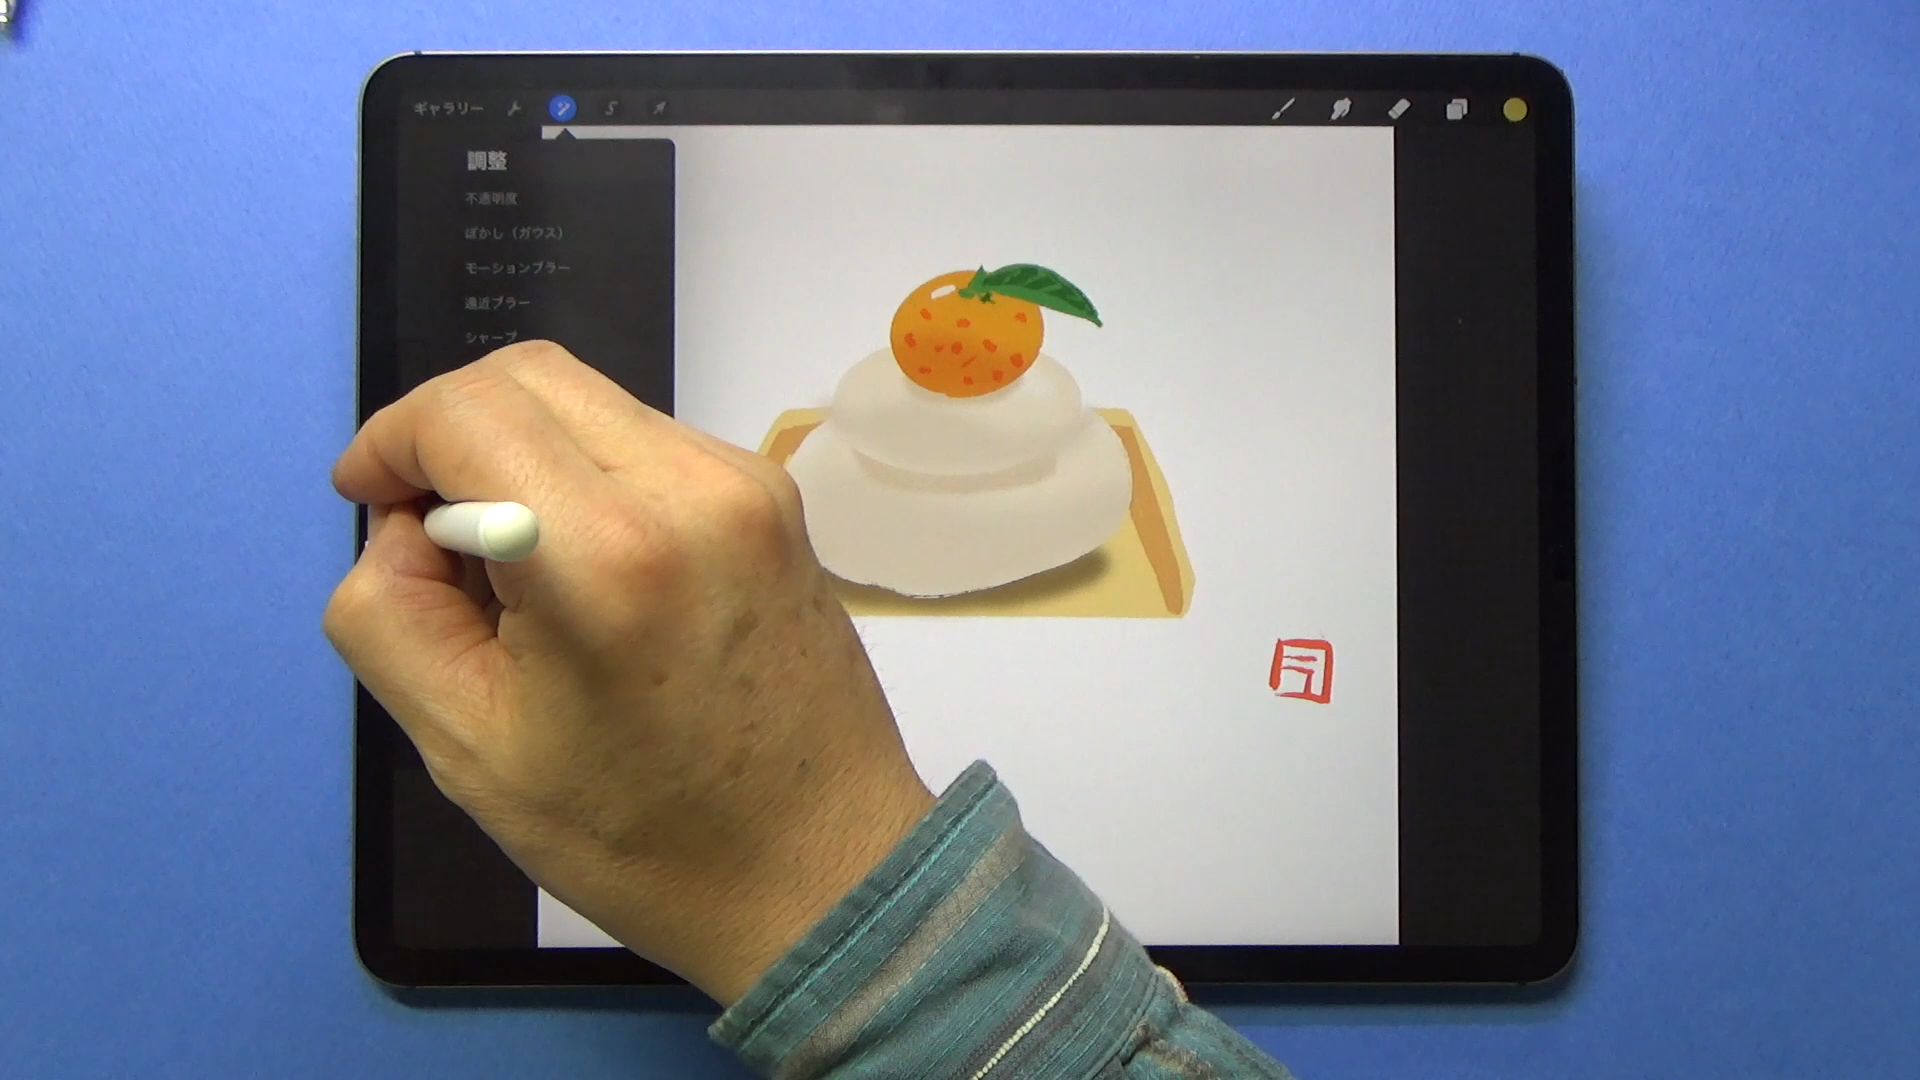 ギャラリー
調整
不透明度
ぼかし（ガウス）
モーションブラー
遠近ブラー
シャープ